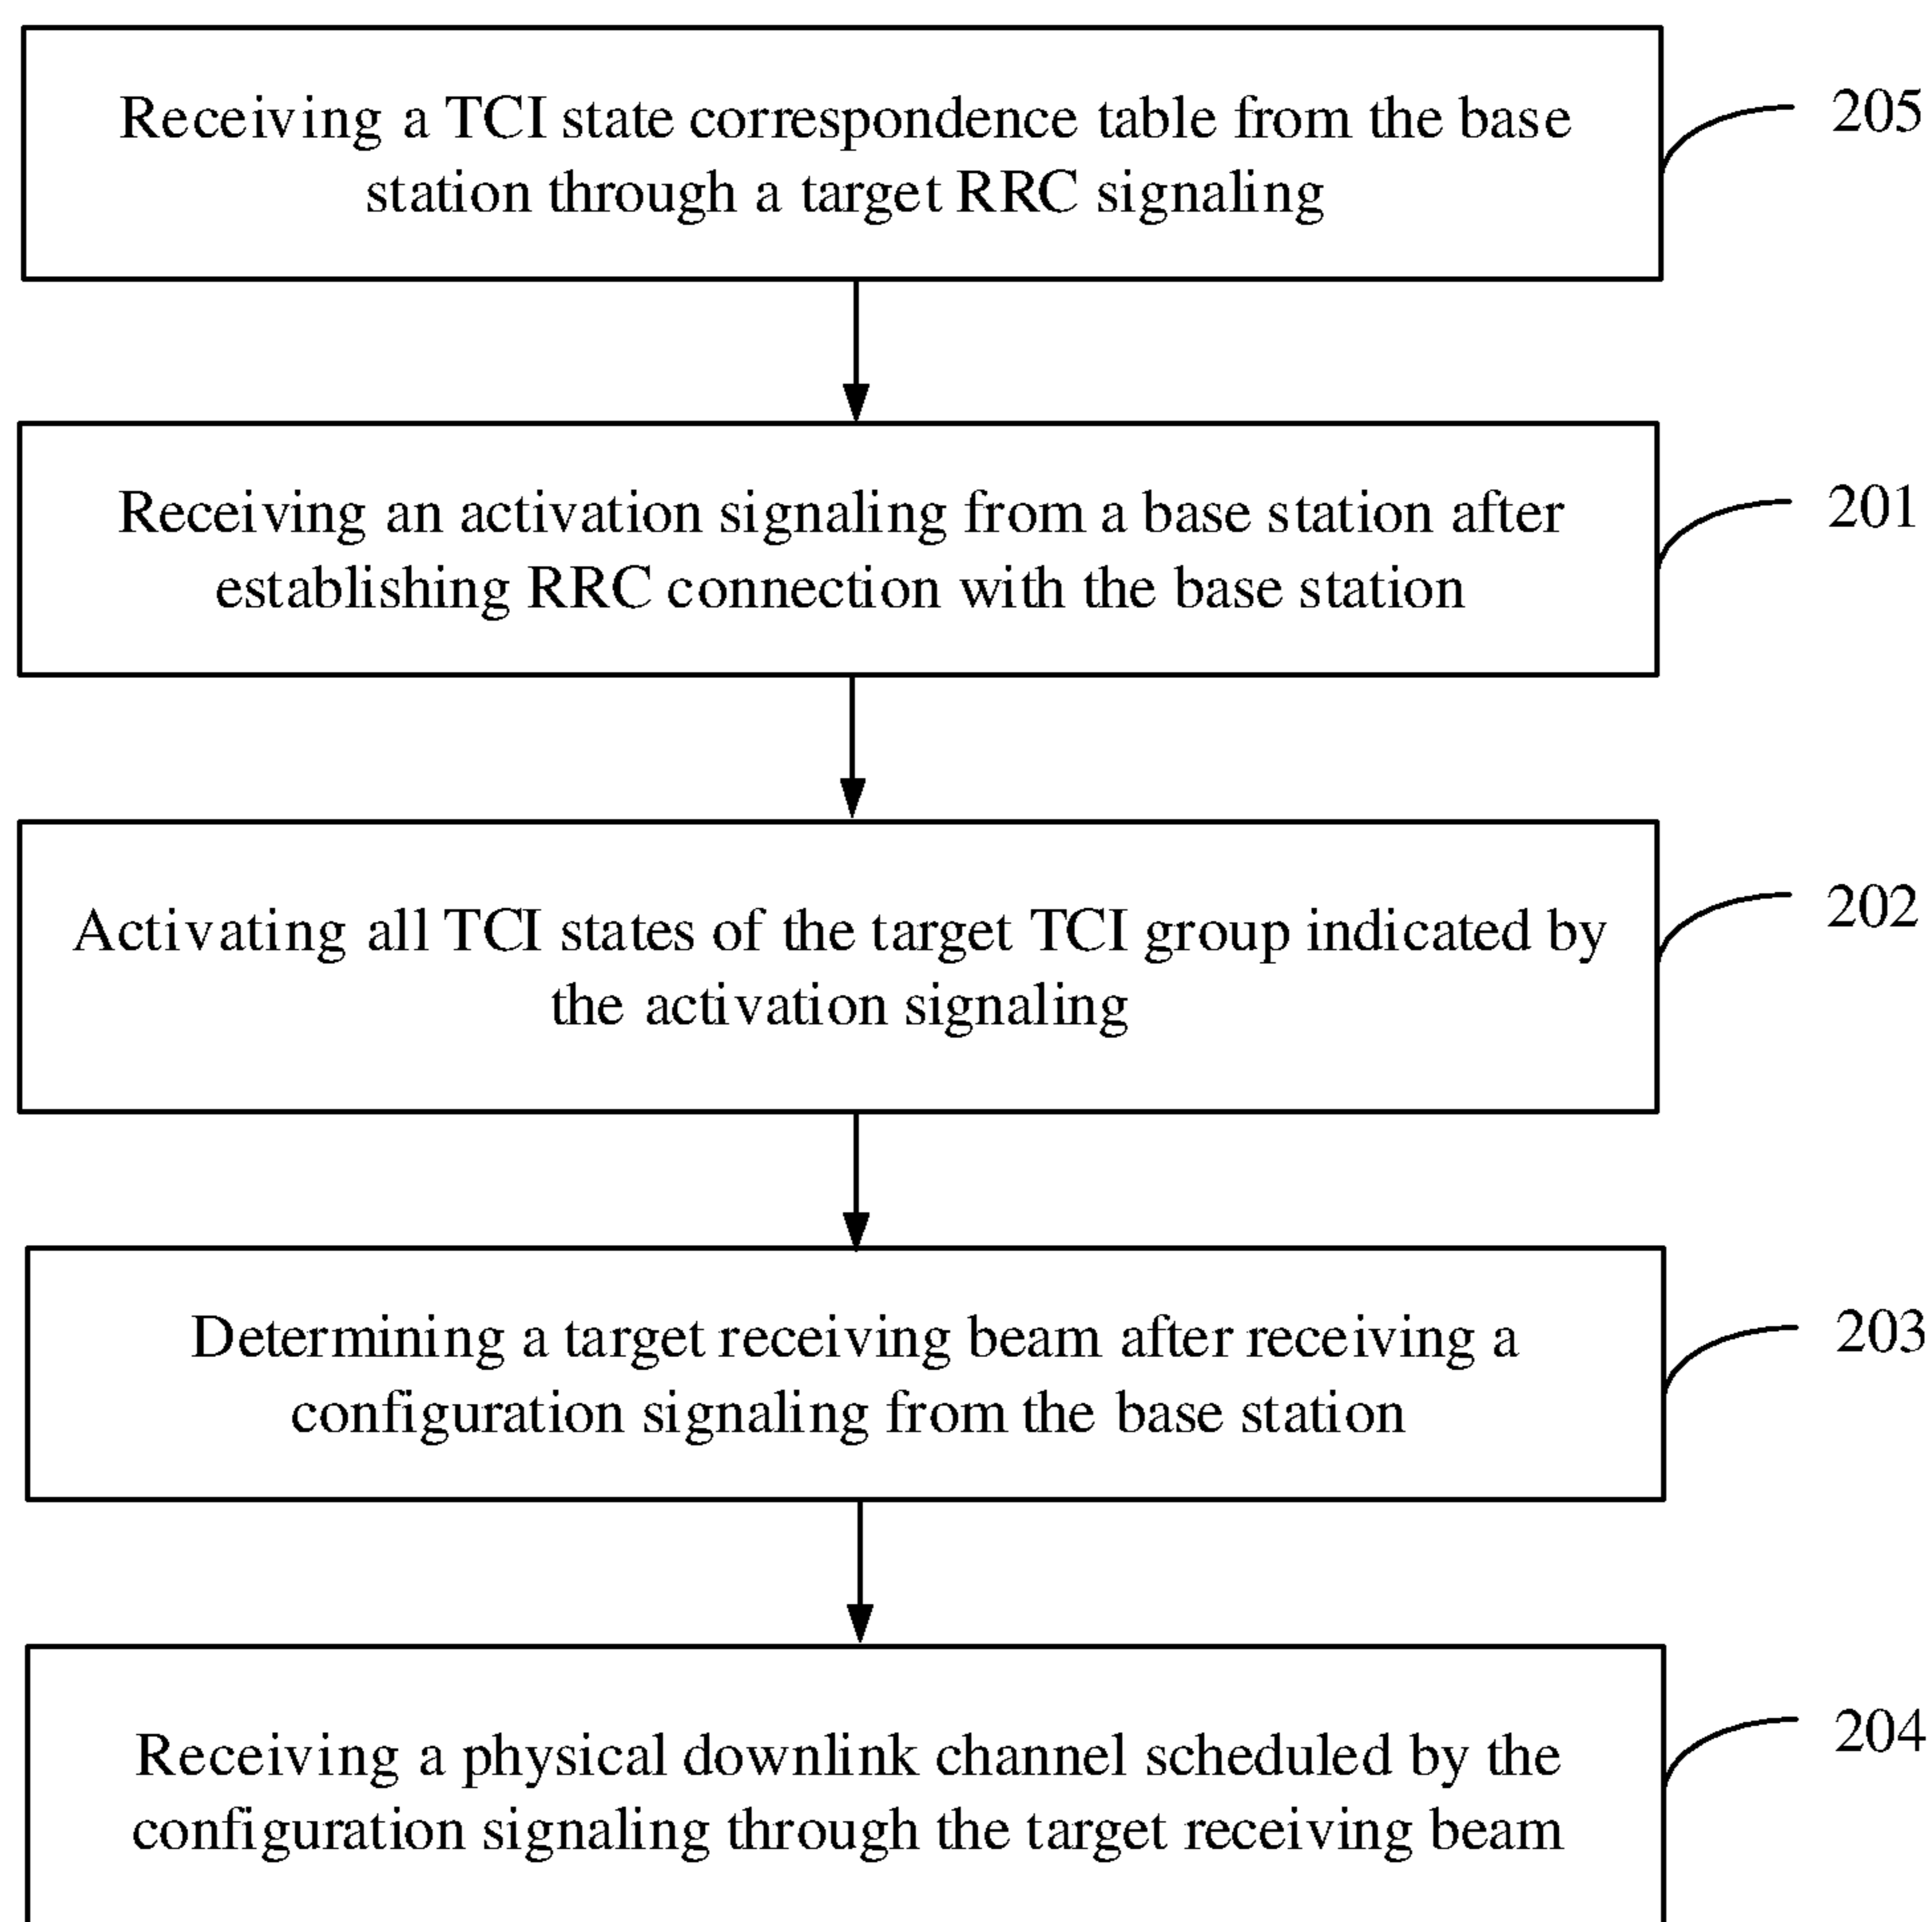 Receiving a TCI state correspondence table from the base
station through a target RRC signaling
205
Receiving an activation signaling from a base station after
establishing RRC connection with the base station
201
Activating all TCI states of the target TCI group indicated by
the activation signaling
202
Determining a target receiving beam after receiving a
configuration signaling from the base station
203
Receiving a physical downlink channel scheduled by the
configuration signaling through the target receiving beam
204